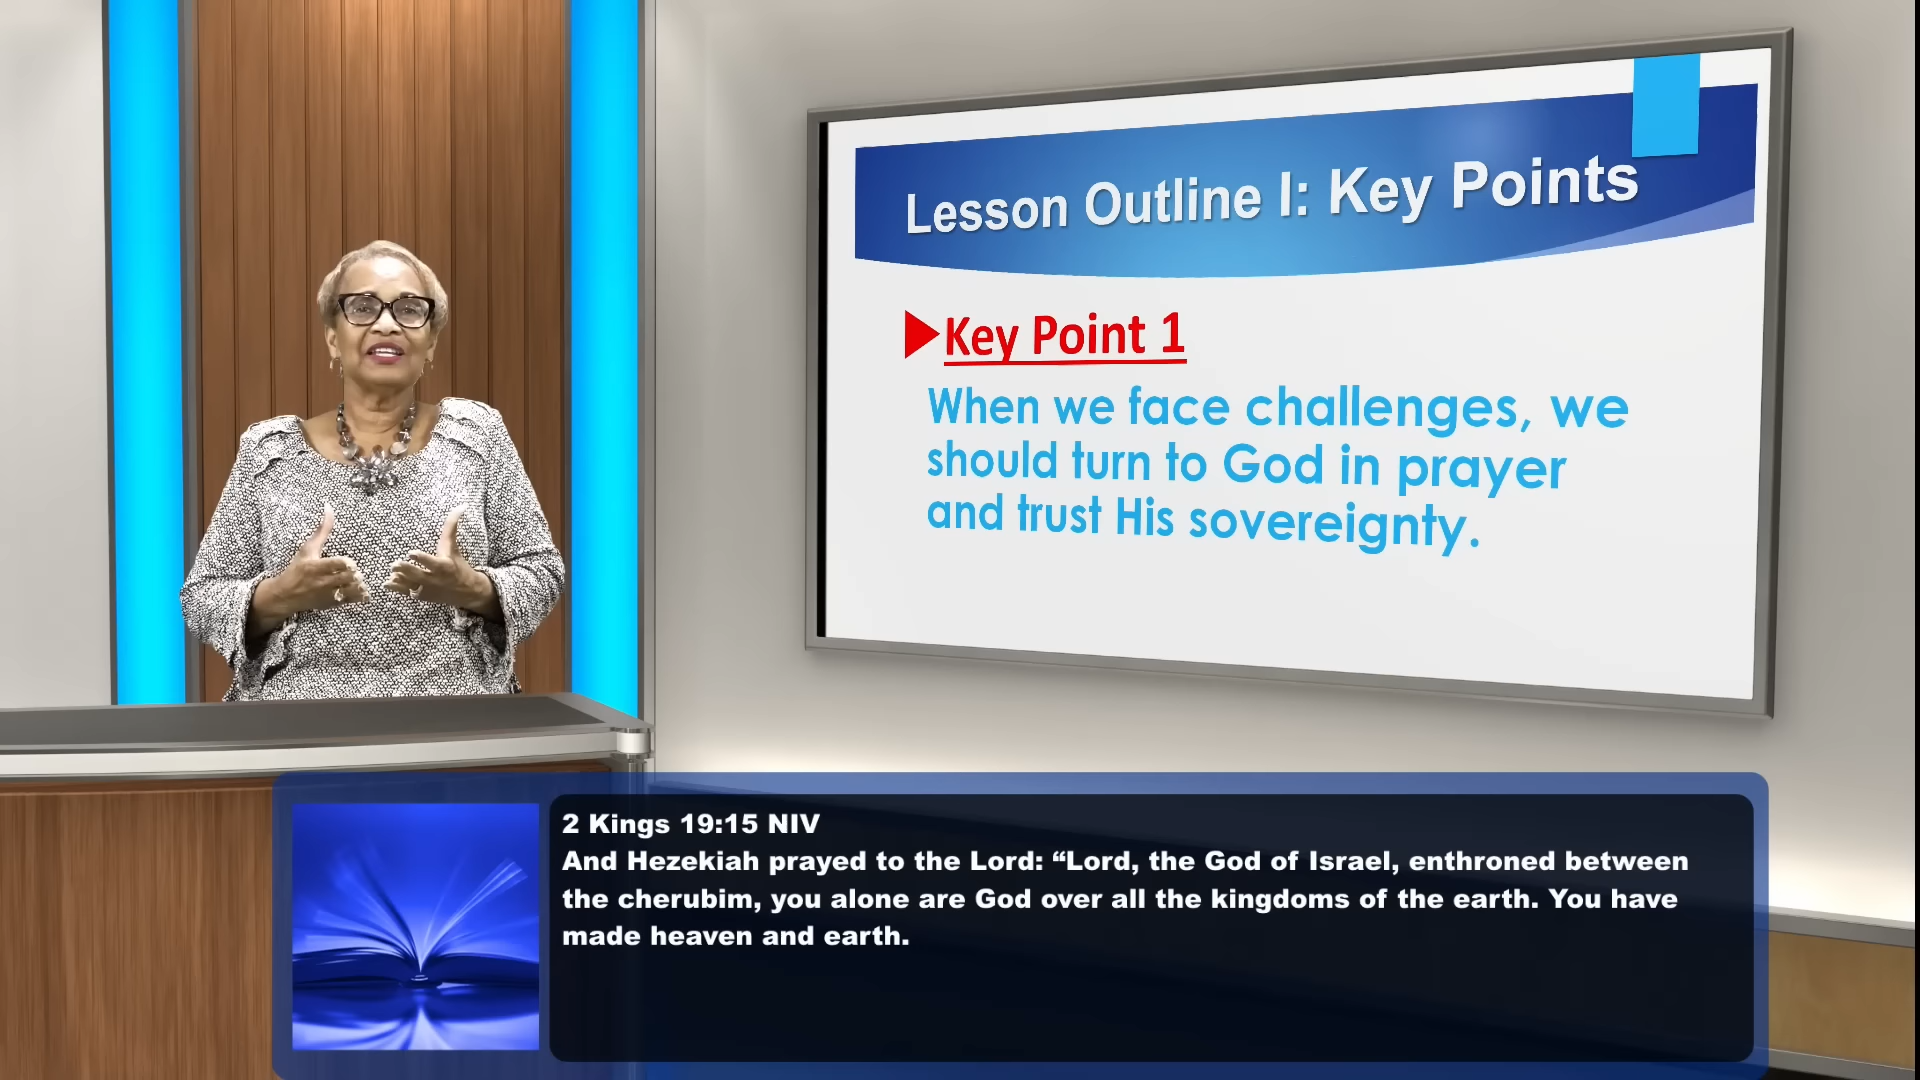 Lesson Outline I: Key Points
Key Point 1
When we face challenges, we
should turn to God in prayer
and trust His sovereignty.
2 Kings 19:15 NIV
And Hezekiah prayed to the Lord: “Lord, the God of Israel, enthroned between
the cherubim, you alone are God over all the kingdoms of the earth. You have
made heaven and earth.